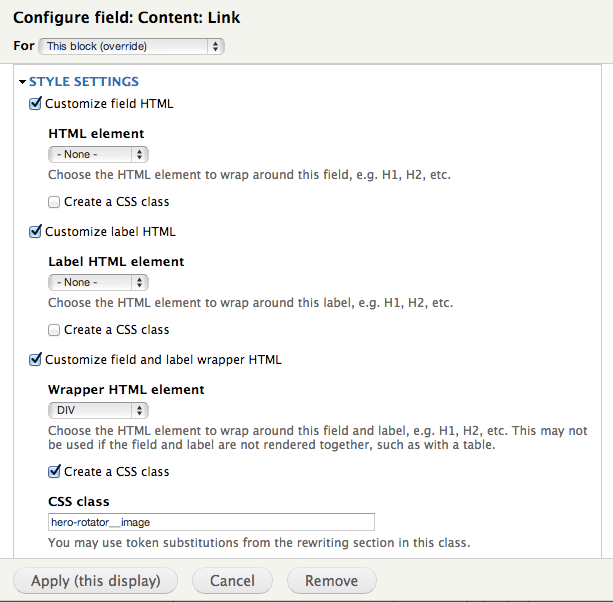 Configure field: Content: Link
For This block (override)
STYLE SETTINGS
Customize field HTML
HTML element
- None -
Choose the HTML element to wrap around this field, e.g. H1, H2, etc.
Create a CSS class
Customize label HTML
Label HTML element
- None -
Choose the HTML element to wrap around this label, e.g. H1, H2, etc.
Create a CSS class
Customize field and label wrapper HTML
Wrapper HTML element
DIV
Choose the HTML element to wrap around this field and label, e.g. H1, H2, etc. This may not
be used if the field and label are not rendered together, such as with a table.
Create a CSS class
CSS class
hero-rotator__image
You may use token substitutions from the rewriting section in this class.
Apply (this display) Cancel Remove